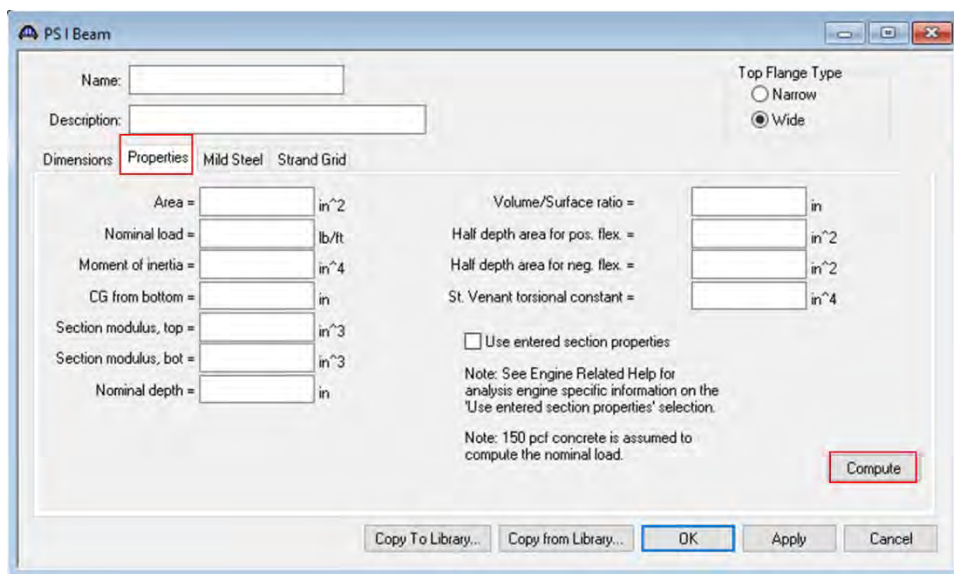 PS I Beam
Name:
Description:
Top Flange Type
Narrow
Wide
Dimensions Properties Mild Steel Strand Grid
Area = in^2
Nominal load = lb/ft
Moment of inertia = in^4
CG from bottom = in
Section modulus, top = in^3
Section modulus, bot = in^3
Nominal depth = in
Volume/Surface ratio = in
Half depth area for pos. flex. = in^2
Half depth area for neg. flex. = in^2
St. Venant torsional constant = in^4
Use entered section properties
Note: See Engine Related Help for
analysis engine specific information on the
'Use entered section properties' selection.
Note: 150 pcf concrete is assumed to
compute the nominal load.
Compute
Copy To Library... Copy from Library... OK Apply Cancel